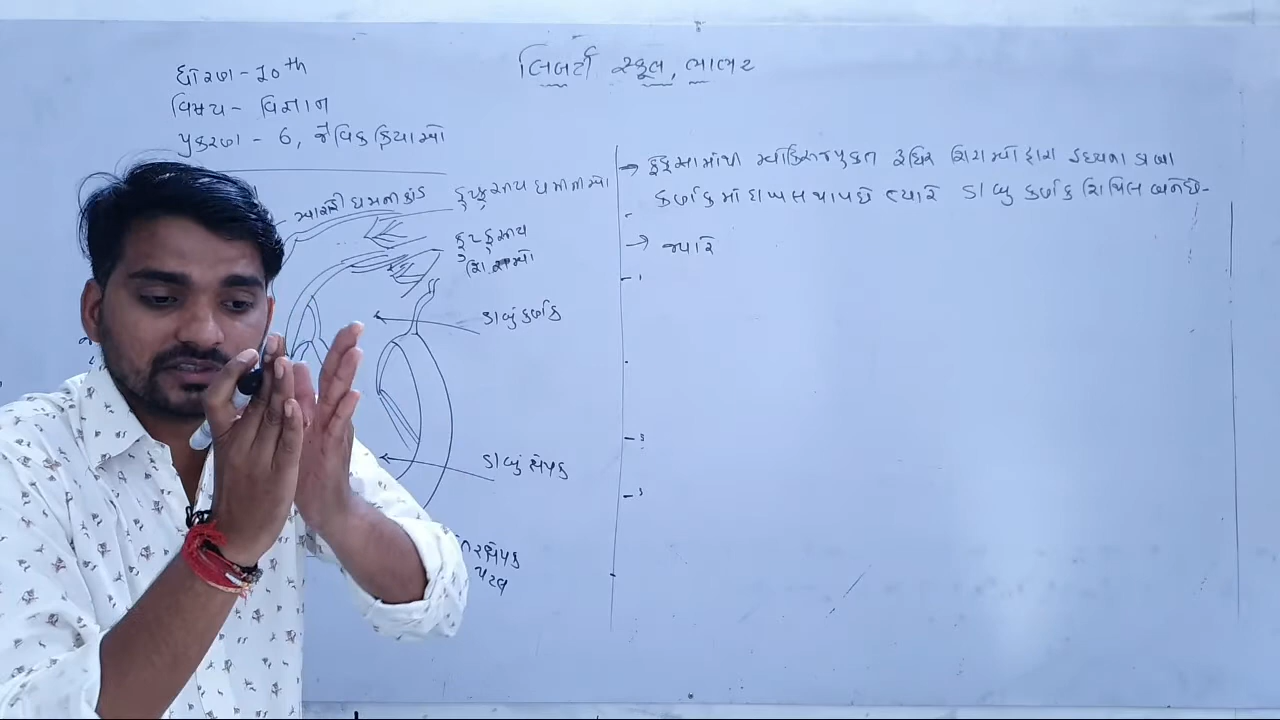 લિબર્ટી સ્કૂલ, ભાભર
ધોરણ - 10th
વિષય - વિજ્ઞાન
પ્રકરણ - 6, જૈવિક ક્રિયાઓ
→ ફેફસામાંથી ઓક્સિજનયુક્ત રુધિર શિરાઓ દ્વારા હૃદયના ડાબા
કર્ણકમાં દાખલ થાય છે ત્યારે ડાબુ કર્ણક શિથિલ બને છે-
→ જ્યારે
ફુપ્ફુસીય ધમનીઓ
ફુપ્ફુસીય
શિરાઓ
ડાબું કર્ણક
ડાબું ક્ષેપક
પટલ